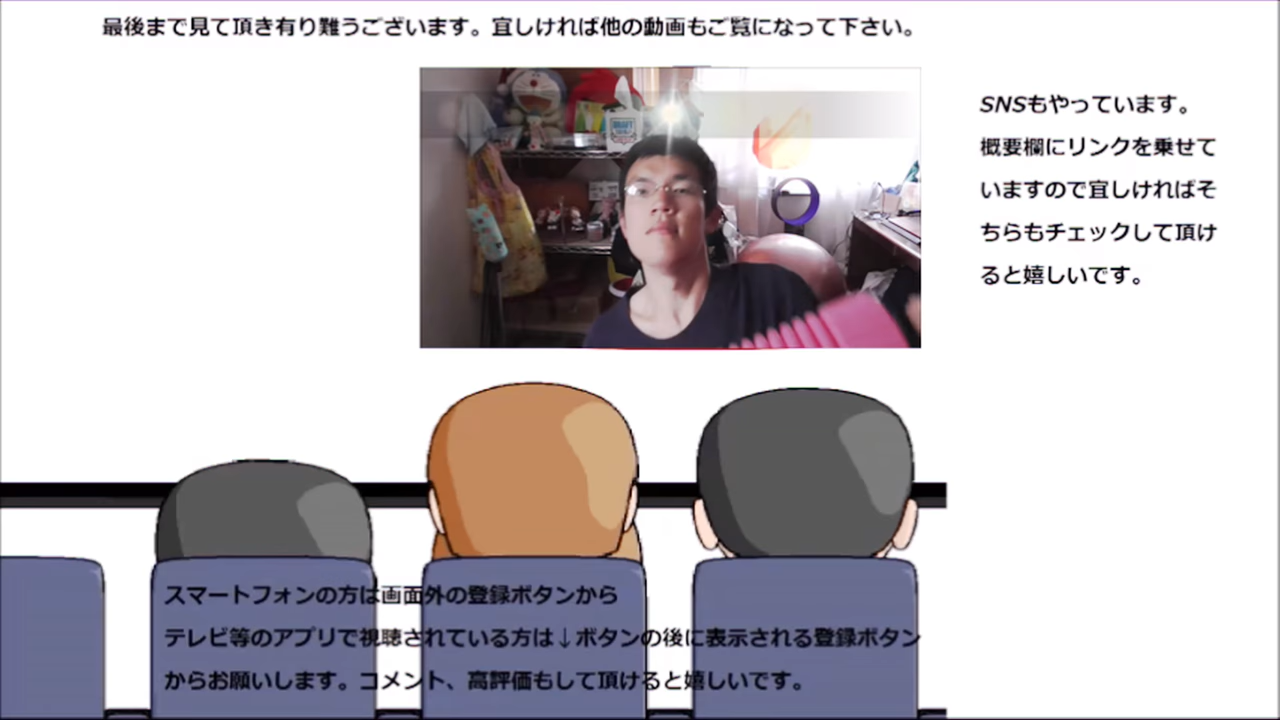 最後まで見て頂き有り難うございます。宜しければ他の動画もご覧になって下さい。
SNSもやっています。
概要欄にリンクを乗せて
いますので宜しければそ
ちらもチェックして頂け
ると嬉しいです。
スマートフォンの方は画面外の登録ボタンから
テレビ等のアプリで視聴されている方は↓ボタンの後に表示される登録ボタン
からお願いします。コメント、高評価もして頂けると嬉しいです。